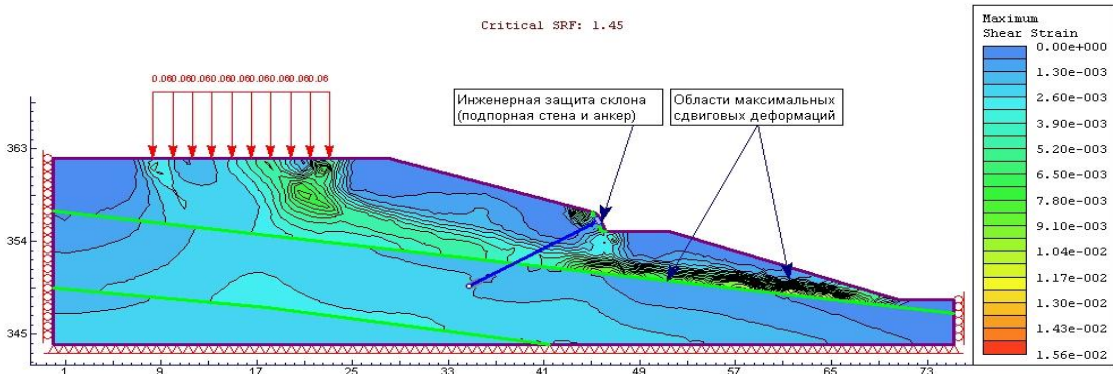 Critical SRF: 1.45
0.060.060.060.060.060.060.060.06
Инженерная защита склона
(подпорная стена и анкер)
Области максимальных
сдвиговых деформаций
363
354
345
1 9 17 25 33 41 49 57 65 73
Maximum
Shear Strain
0.00e+000
1.30e-003
2.60e-003
3.90e-003
5.20e-003
6.50e-003
7.80e-003
9.10e-003
1.04e-002
1.17e-002
1.30e-002
1.43e-002
1.56e-002